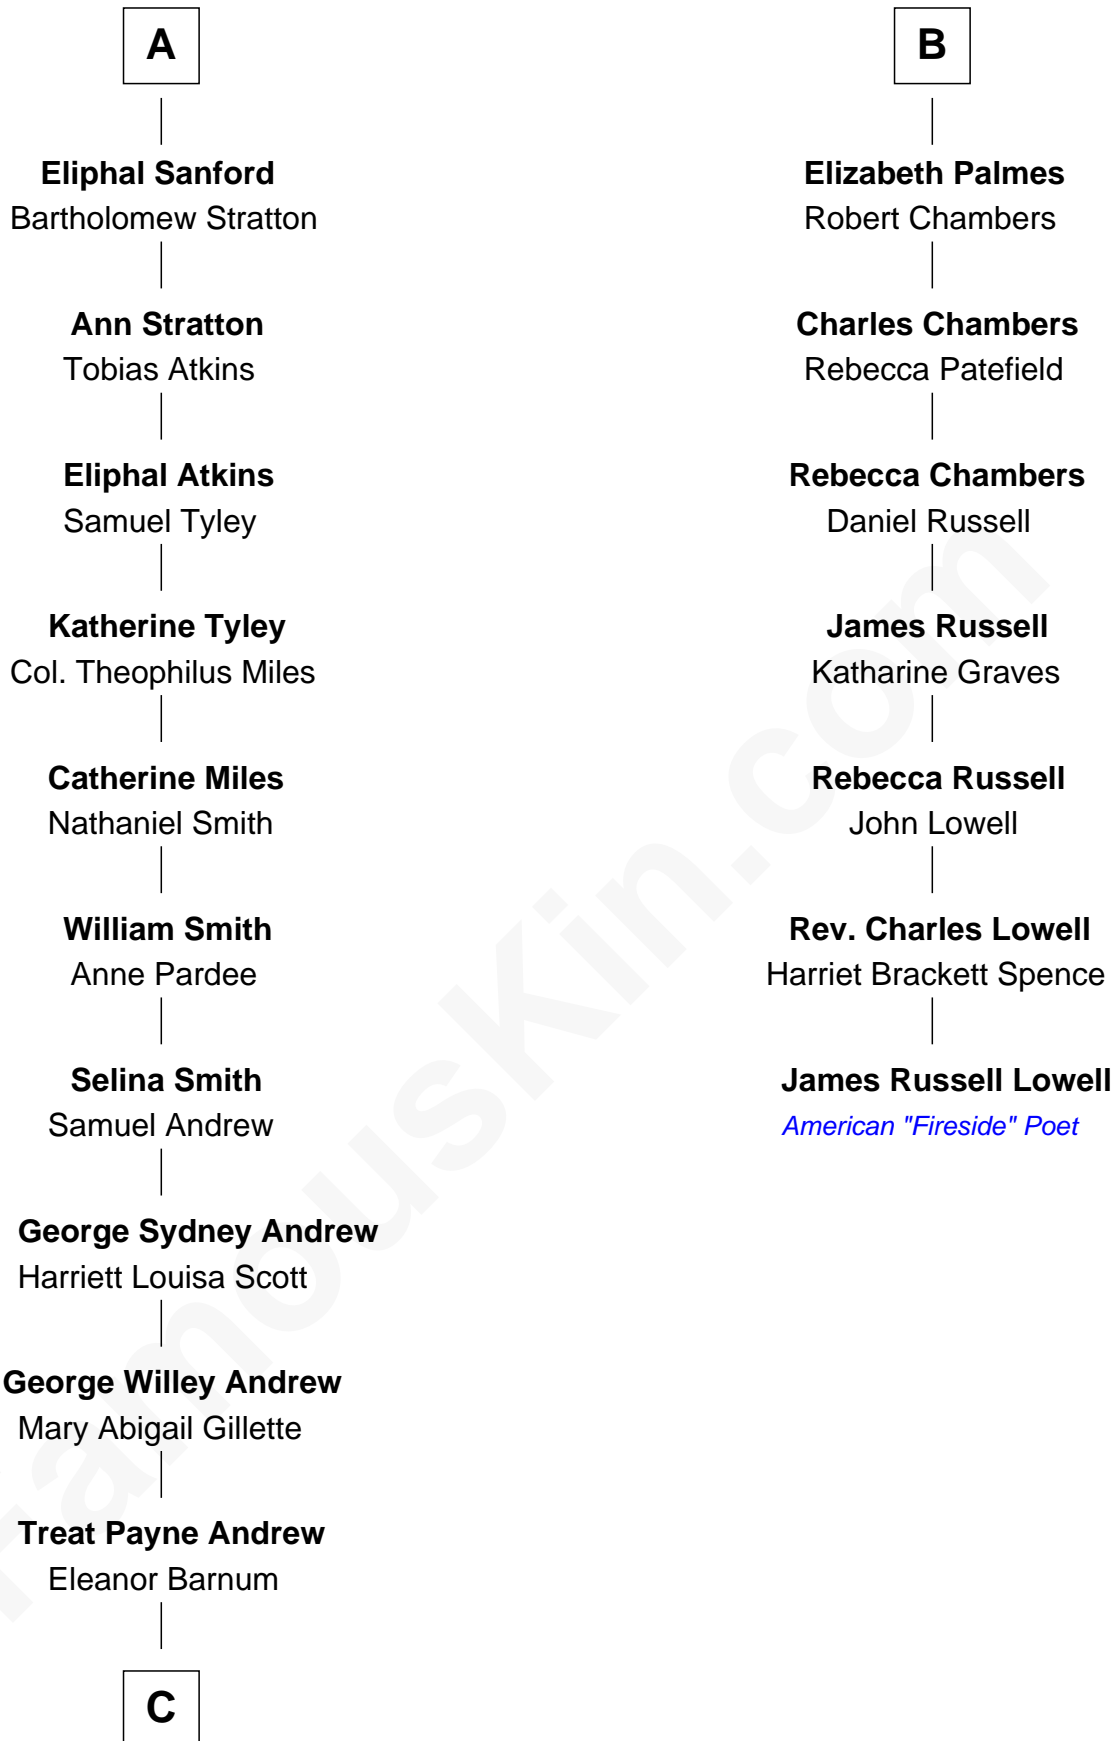 A
Eliphal Sanford
Bartholomew Stratton
Ann Stratton
Tobias Atkins
Eliphal Atkins
Samuel Tyley
Katherine Tyley
Col. Theophilus Miles
Catherine Miles
Nathaniel Smith
William Smith
Anne Pardee
Selina Smith
Samuel Andrew
George Sydney Andrew
Harriett Louisa Scott
George Willey Andrew
Mary Abigail Gillette
Treat Payne Andrew
Eleanor Barnum
C
B
Elizabeth Palmes
Robert Chambers
Charles Chambers
Rebecca Patefield
Rebecca Chambers
Daniel Russell
James Russell
Katharine Graves
Rebecca Russell
John Lowell
Rev. Charles Lowell
Harriet Brackett Spence
James Russell Lowell
American "Fireside" Poet
FamousKin.com